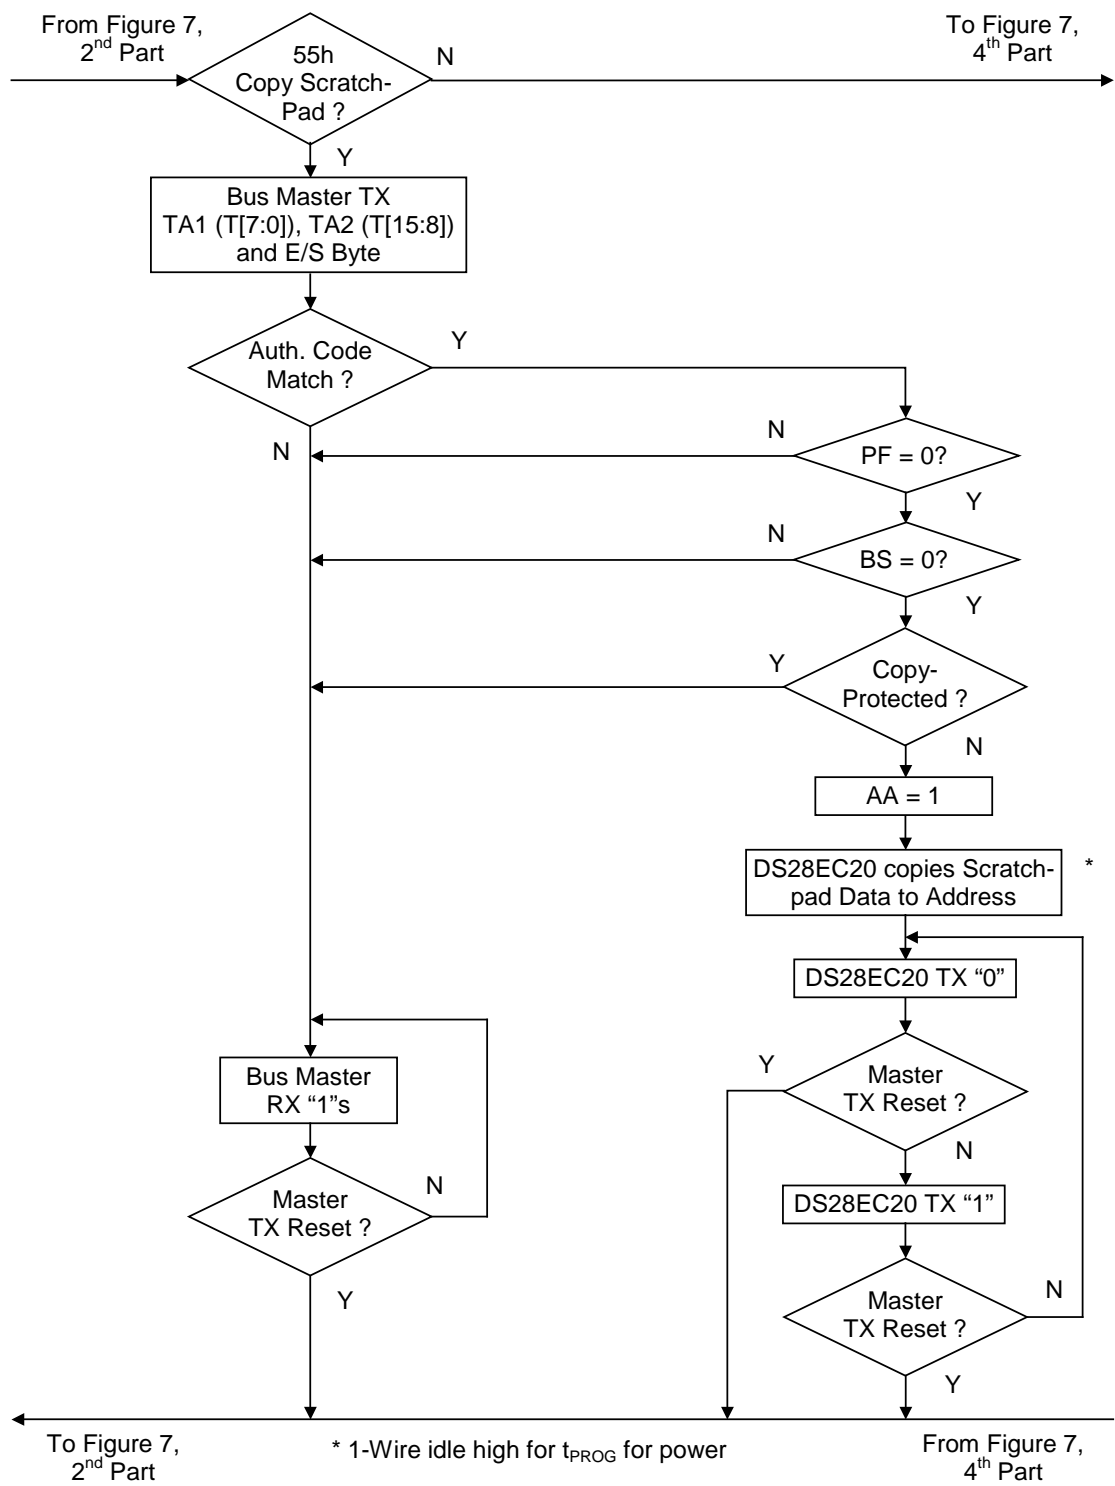 From Figure 7,
2nd Part
To Figure 7,
4th Part
55h
Copy Scratch-
Pad ?
N
Y
Bus Master TX
TA1 (T[7:0]), TA2 (T[15:8])
and E/S Byte
Auth. Code
Match ?
Y
N
N
PF = 0?
Y
N
BS = 0?
Y
Y
Copy-
Protected ?
N
AA = 1
DS28EC20 copies Scratch-
pad Data to Address
*
DS28EC20 TX “0”
Y
Master
TX Reset ?
N
DS28EC20 TX “1”
Master
TX Reset ?
N
Y
Bus Master
RX “1”s
Master
TX Reset ?
N
Y
To Figure 7,
2nd Part
* 1-Wire idle high for tPROG for power
From Figure 7,
4th Part